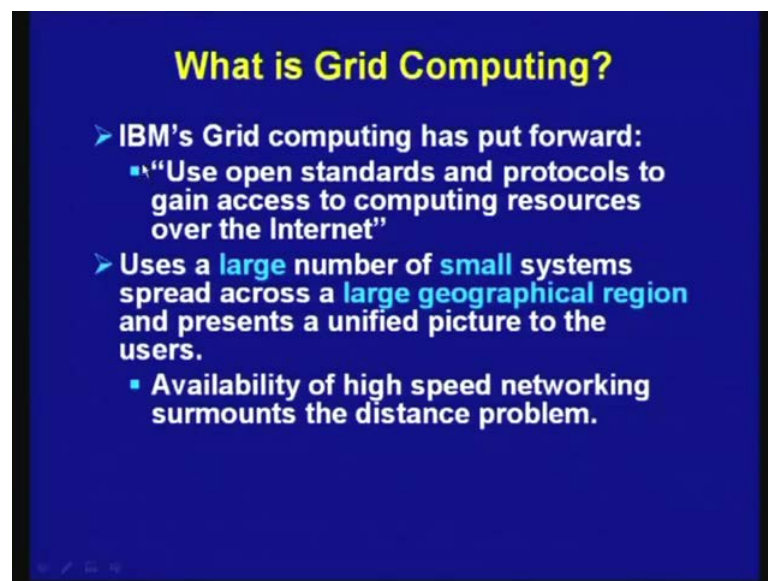 What is Grid Computing?
➢ IBM's Grid computing has put forward:
▪ “Use open standards and protocols to
gain access to computing resources
over the Internet”
➢ Uses a large number of small systems
spread across a large geographical region
and presents a unified picture to the
users.
▪ Availability of high speed networking
surmounts the distance problem.